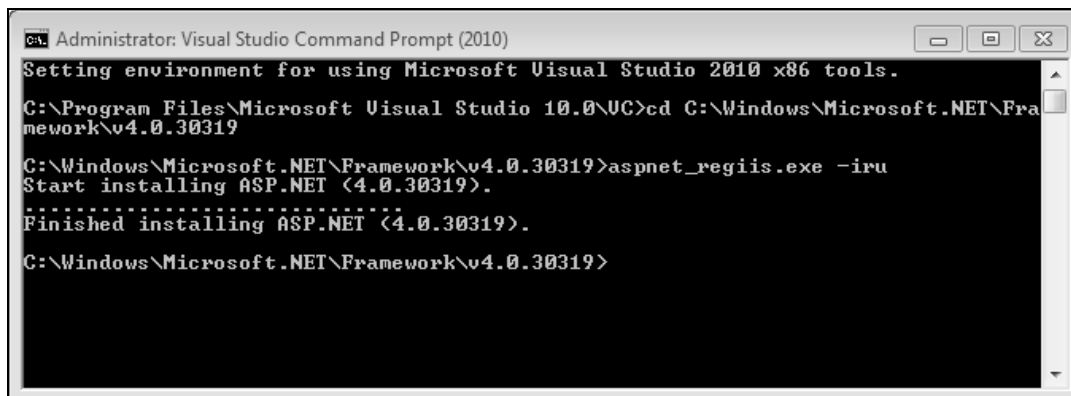 Administrator: Visual Studio Command Prompt (2010)
Setting environment for using Microsoft Visual Studio 2010 x86 tools.
C:\Program Files\Microsoft Visual Studio 10.0\VC>cd C:\Windows\Microsoft.NET\Fra
mework\v4.0.30319
C:\Windows\Microsoft.NET\Framework\v4.0.30319>aspnet_regiis.exe -iru
Start installing ASP.NET (4.0.30319).
...............................
Finished installing ASP.NET (4.0.30319).
C:\Windows\Microsoft.NET\Framework\v4.0.30319>